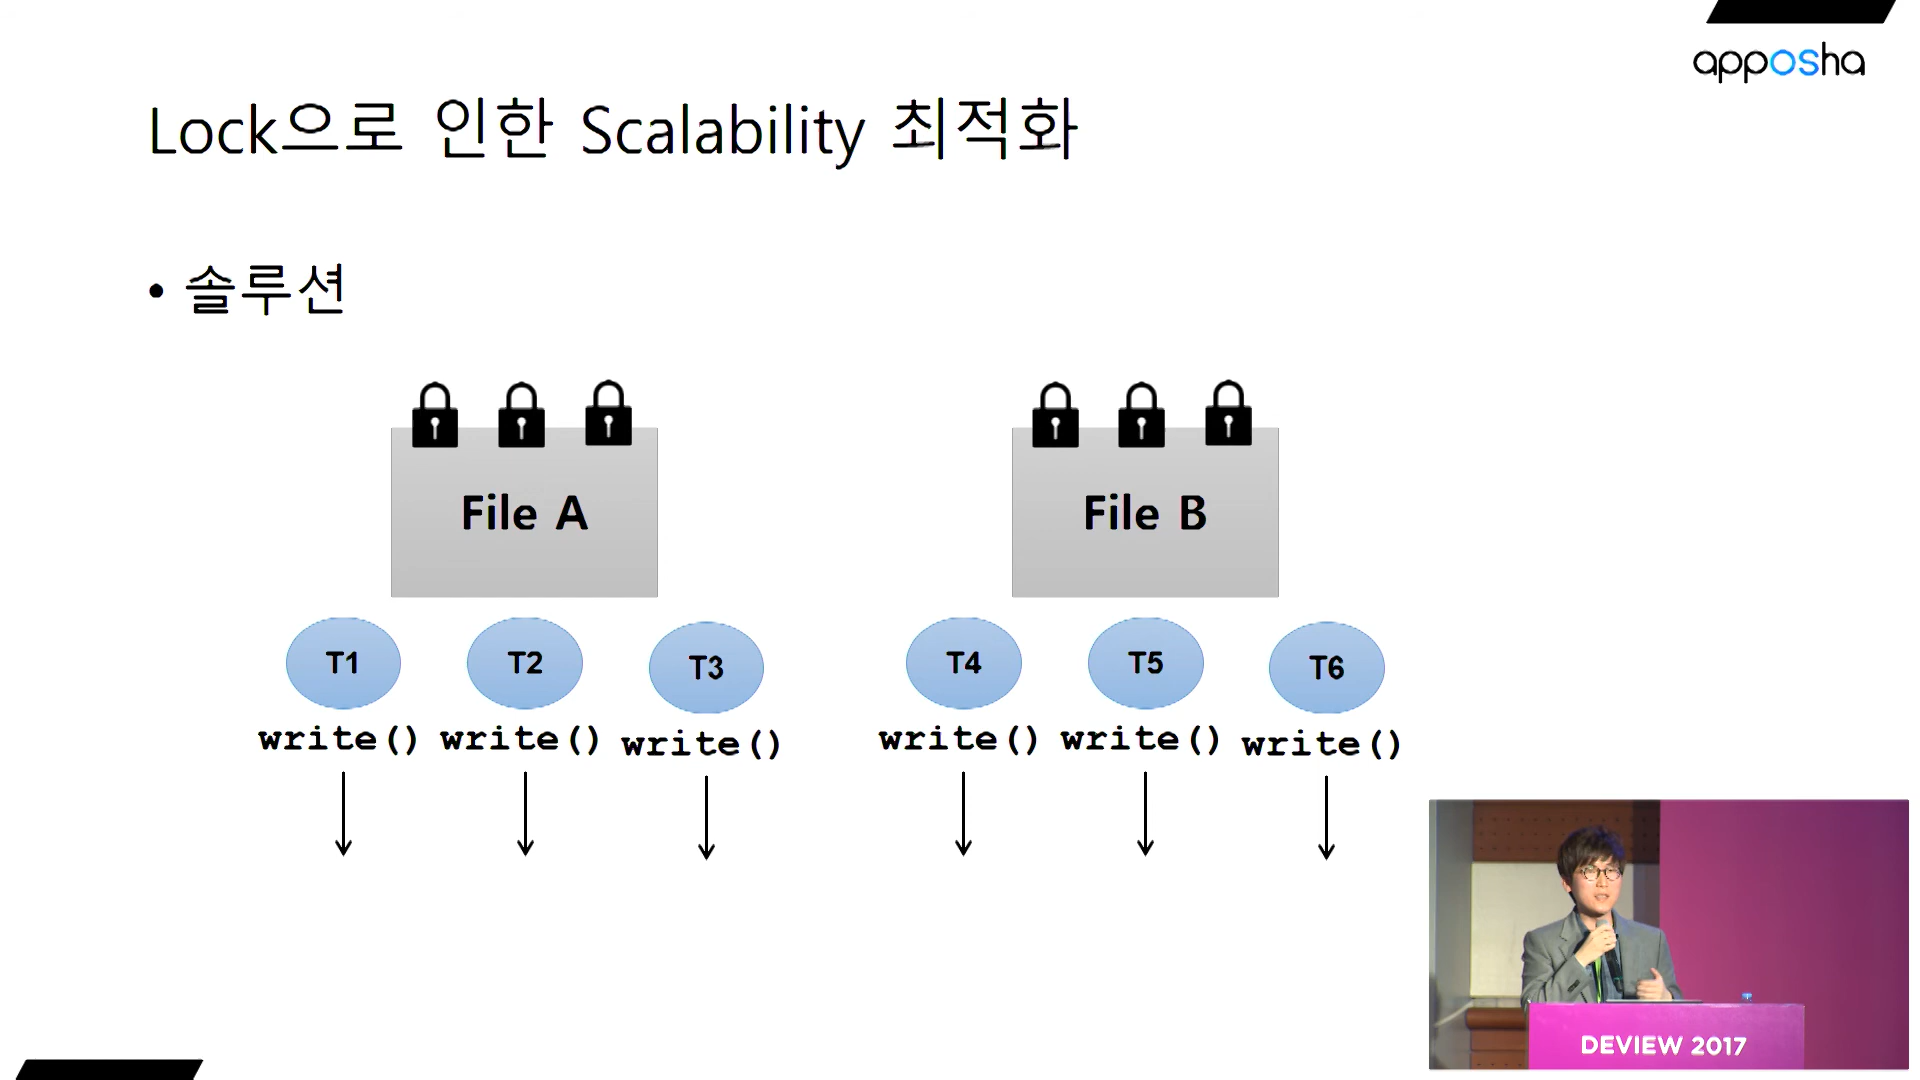 apposha
Lock으로 인한 Scalability 최적화
• 솔루션
File A
File B
T1
T2
T3
T4
T5
T6
write()
write()
write()
write()
write()
write()
DEVIEW 2017